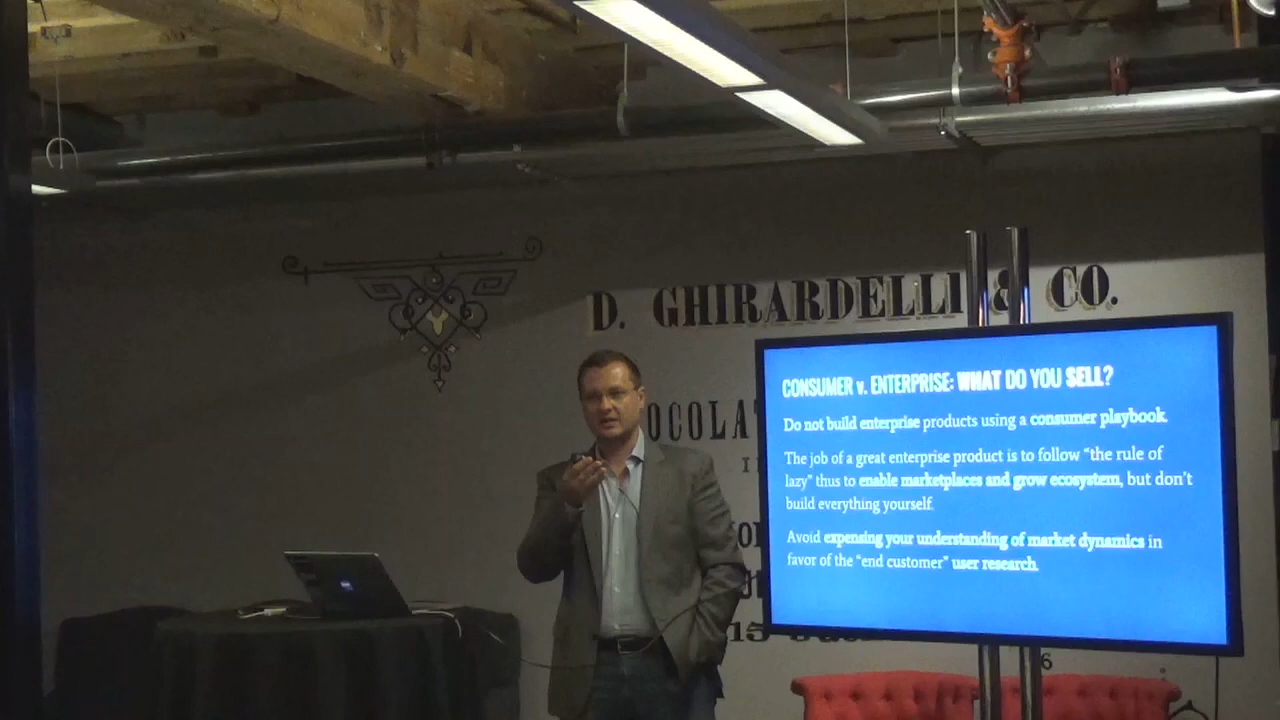 D. GHIRARDELLI & CO.
CONSUMER v. ENTERPRISE: WHAT DO YOU SELL?
Do not build enterprise products using a consumer playbook.
The job of a great enterprise product is to follow “the rule of
lazy” thus to enable marketplaces and grow ecosystem, but don’t
build everything yourself.
Avoid expensing your understanding of market dynamics in
favor of the “end customer” user research.